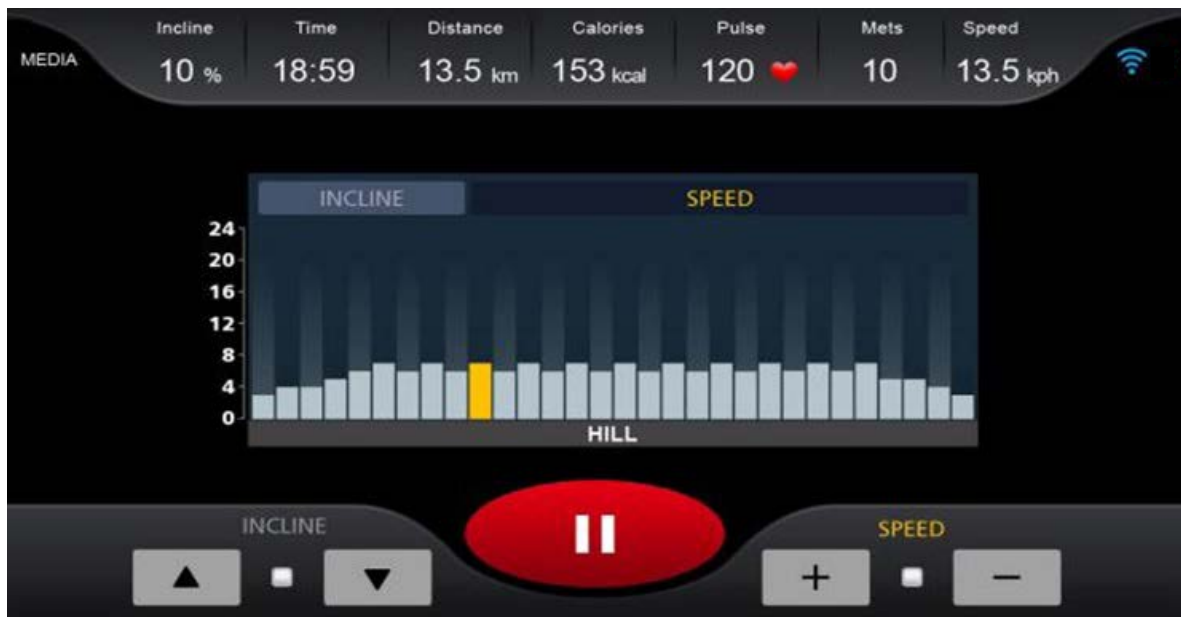 Incline Time Distance Calories Pulse Mets Speed
MEDIA
10 % 18:59 13.5 km 153 kcal 120 10 13.5 kph
INCLINE SPEED
24
20
16
12
8
4
0
HILL
INCLINE SPEED
+ −